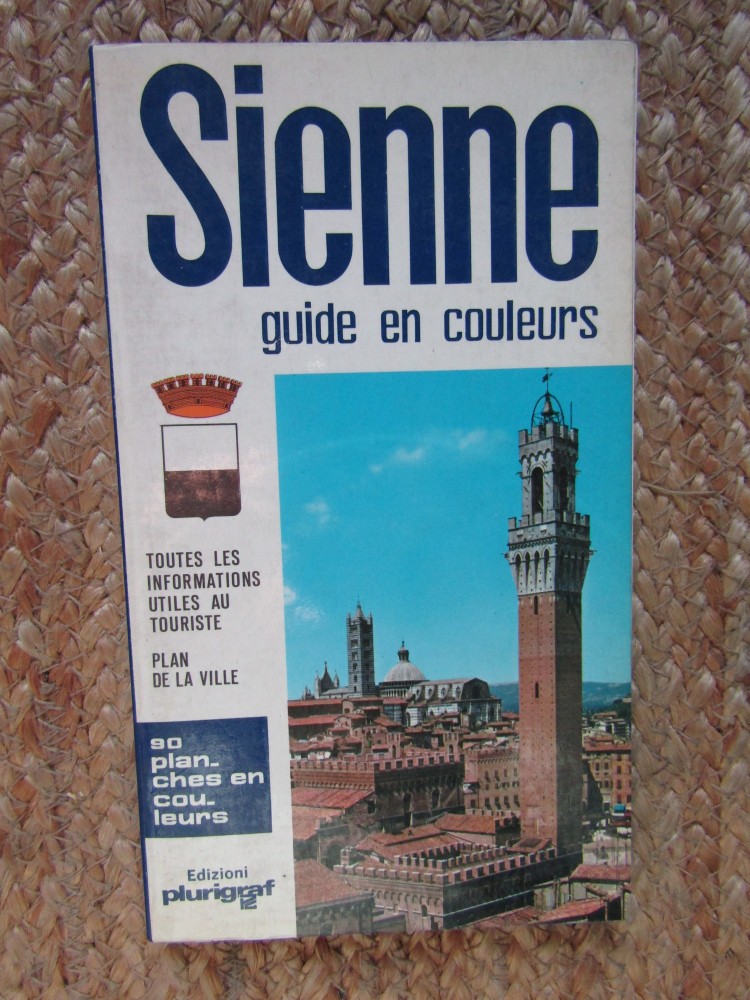 Sienne
guide en couleurs
TOUTES LES
INFORMATIONS
UTILES AU
TOURISTE
PLAN
DE LA VILLE
90
plan-
ches en
cou-
leurs
Edizioni
plurigraf